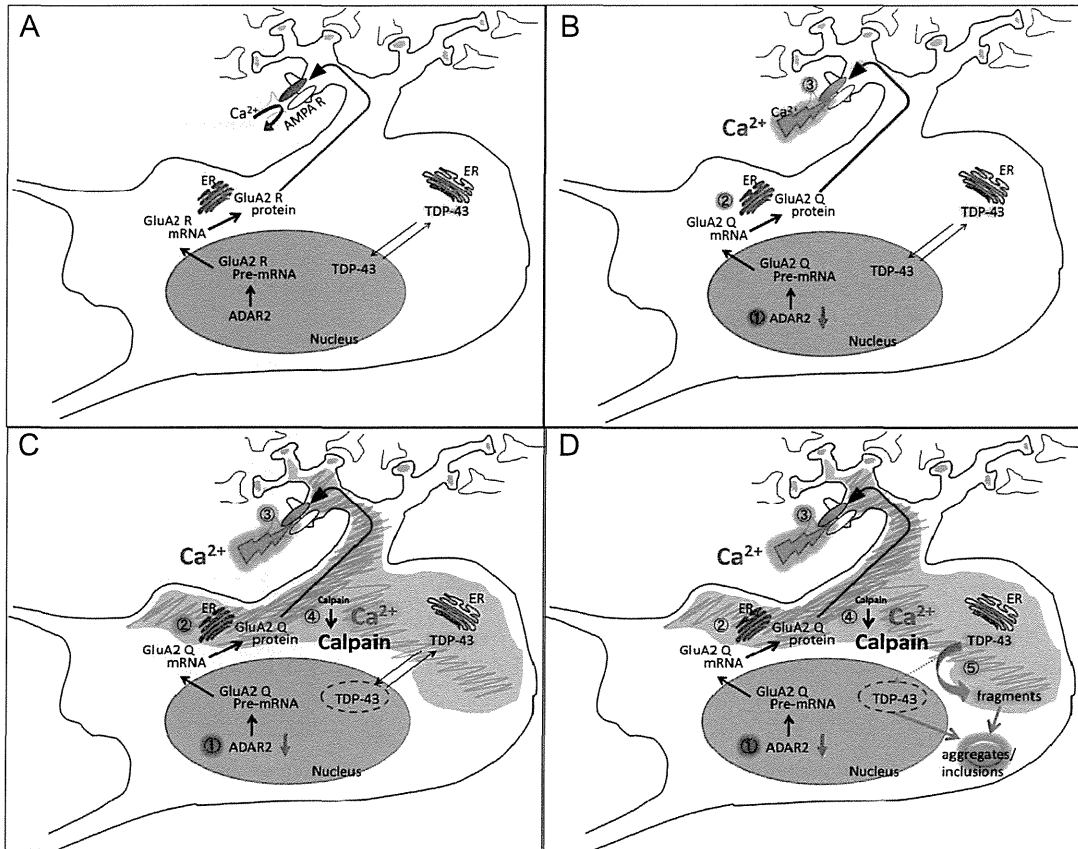 A
Ca²⁺
AMPA R
ER
GluA2 R
protein
GluA2 R
mRNA
ER
TDP-43
GluA2 R
Pre-mRNA
TDP-43
ADAR2
Nucleus
B
③
Ca²⁺
Ca²⁺
ER
②
GluA2 Q
protein
GluA2 Q
mRNA
ER
TDP-43
GluA2 Q
Pre-mRNA
TDP-43
① ADAR2
Nucleus
C
③
Ca²⁺
②
ER
GluA2 Q
protein
GluA2 Q
mRNA
④
Calpain
Ca²⁺
Calpain
ER
TDP-43
GluA2 Q
Pre-mRNA
TDP-43
① ADAR2
Nucleus
D
③
Ca²⁺
②
ER
GluA2 Q
protein
GluA2 Q
mRNA
④
Calpain
Ca²⁺
Calpain
ER
TDP-43
⑤
fragments
GluA2 Q
Pre-mRNA
TDP-43
① ADAR2
aggregates/
inclusions
Nucleus